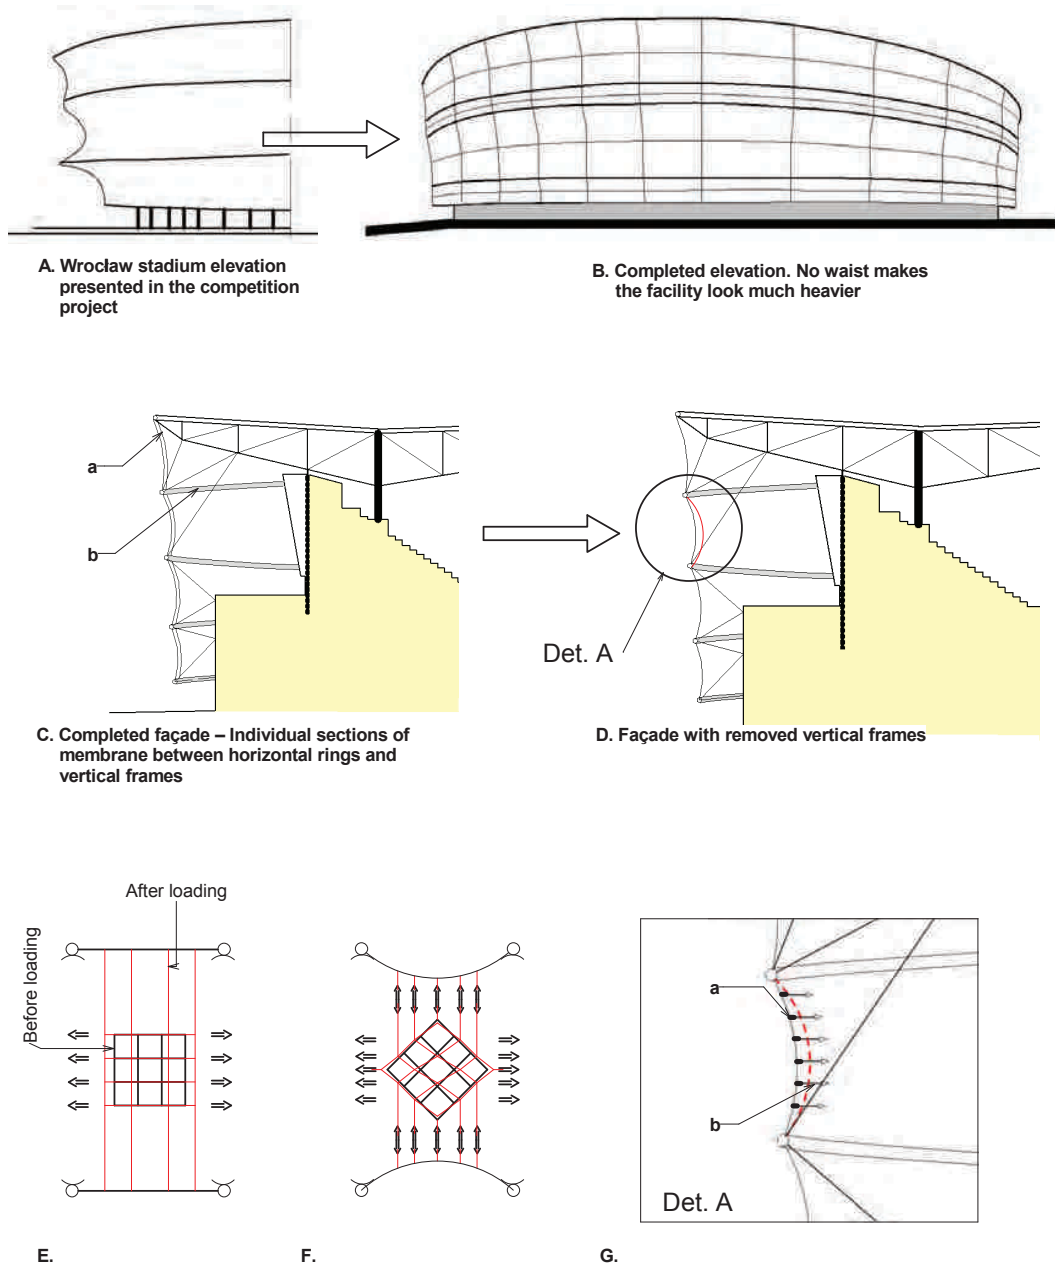 A. Wrocław stadium elevation
presented in the competition
project
B. Completed elevation. No waist makes
the facility look much heavier
a
b
Det. A
C. Completed façade – Individual sections of
membrane between horizontal rings and
vertical frames
D. Façade with removed vertical frames
After loading
Before loading
a
b
Det. A
E.
F.
G.